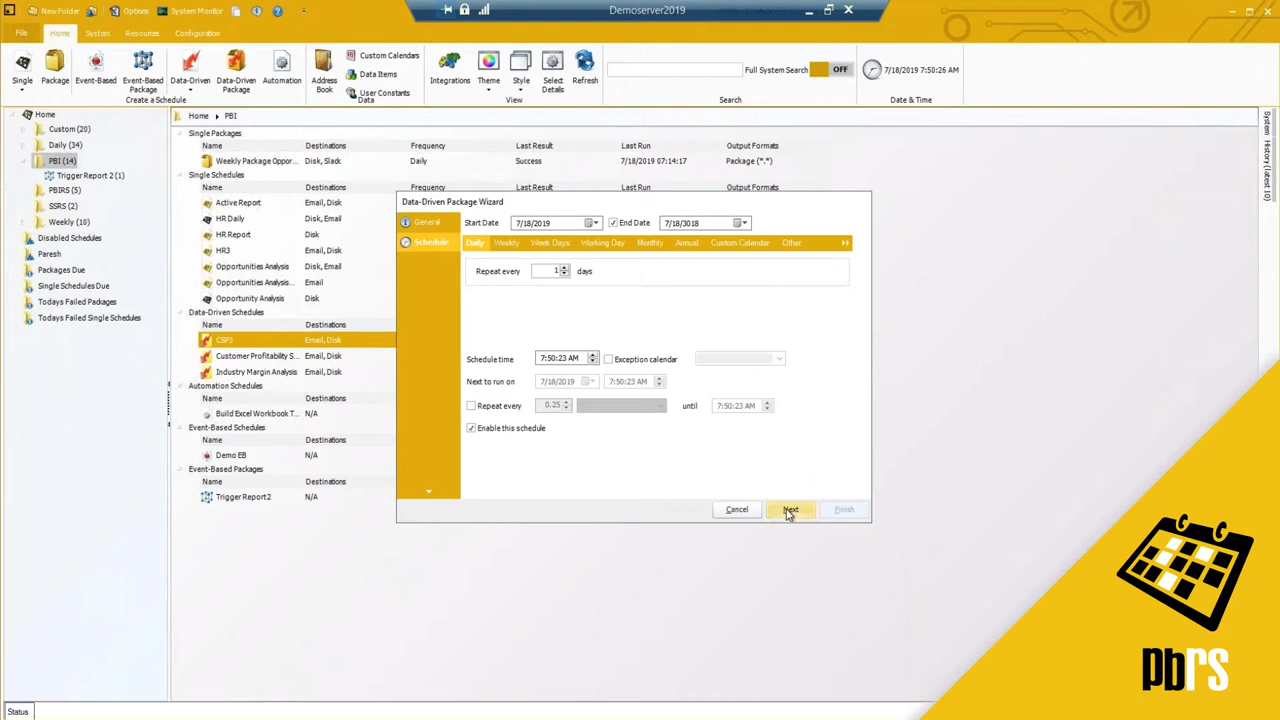 New Folder Options System Monitor Demoserver2019
File Home System Resources Configuration
Single Package Event-Based Event-Based Package Data-Driven Data-Driven Package Automation
Create a Schedule
Address Book Custom Calendars Data Items User Constants
Data
Integrations Theme Style Select Details Refresh
View
Full System Search OFF
Search
7/18/2019 7:50:26 AM
Date & Time
Home
Custom (20)
Daily (34)
PBI (14)
Trigger Report 2 (1)
PBIRS (5)
SSRS (2)
Weekly (10)
Disabled Schedules
Paresh
Packages Due
Single Schedules Due
Todays Failed Packages
Todays Failed Single Schedules
Home PBI
Single Packages
Name Destinations Frequency Last Result Last Run Output Formats
Weekly Package Oppor... Disk, Slack Daily Success 7/18/2019 07:14:17 Package (*.*)
Single Schedules
Name Destinations Frequency Last Result Last Run Output Formats
Active Report Email, Disk
HR Daily Disk, Email
HR Report Disk
HR3 Email, Disk
Opportunities Analysis Disk, Email
Opportunities Analysis... Email
Opportunity Analysis Disk
Data-Driven Schedules
Name Destinations
CSP3 Email, Disk
Customer Profitability S... Email, Disk
Industry Margin Analysis Email, Disk
Automation Schedules
Name Destinations
Build Excel Workbook T... N/A
Event-Based Schedules
Name Destinations
Demo EB N/A
Event-Based Packages
Name Destinations
Trigger Report2 N/A
Data-Driven Package Wizard
General
Schedule
Start Date 7/18/2019 End Date 7/18/3018
Daily Weekly Week Days Working Day Monthly Annual Custom Calendar Other
Repeat every 1 days
Schedule time 7:50:23 AM Exception calendar
Next to run on 7/18/2019 7:50:23 AM
Repeat every 0.25 until 7:50:23 AM
Enable this schedule
Cancel Next Finish
System History (latest 10)
pbrs
Status